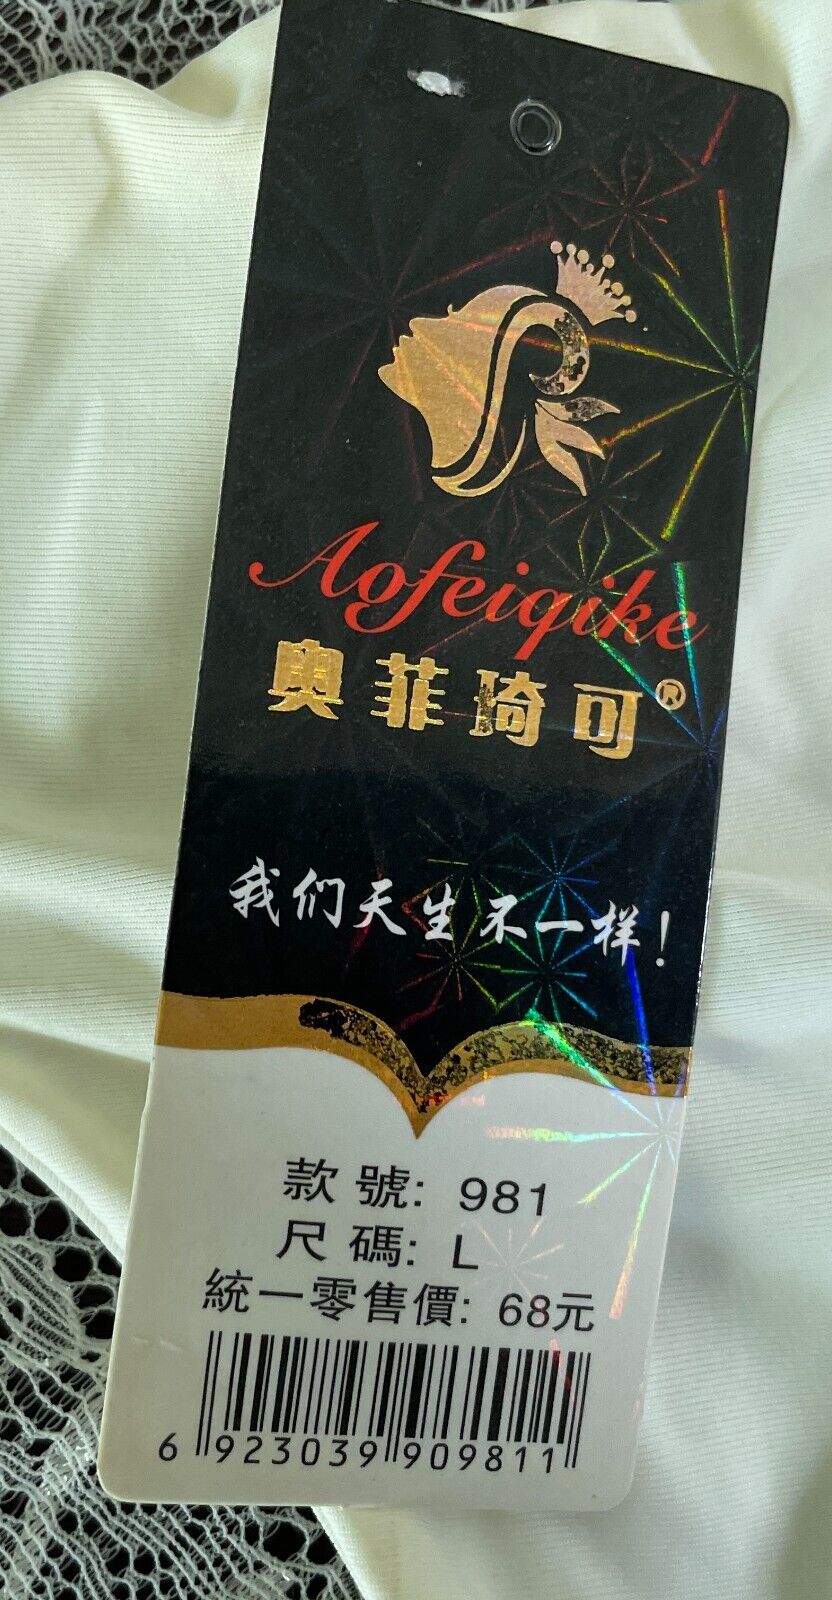 Aofeiqike
奥菲琦可®
我们天生不一样!
款號: 981
尺碼: L
統一零售價: 68元
6 923039 909811